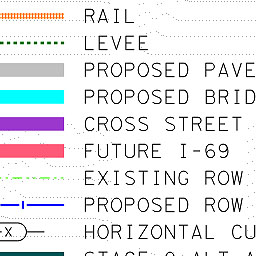 RAIL
LEVEE
PROPOSED PAVE
PROPOSED BRID
CROSS STREET
FUTURE I-69
EXISTING ROW
PROPOSED ROW
X HORIZONTAL CU